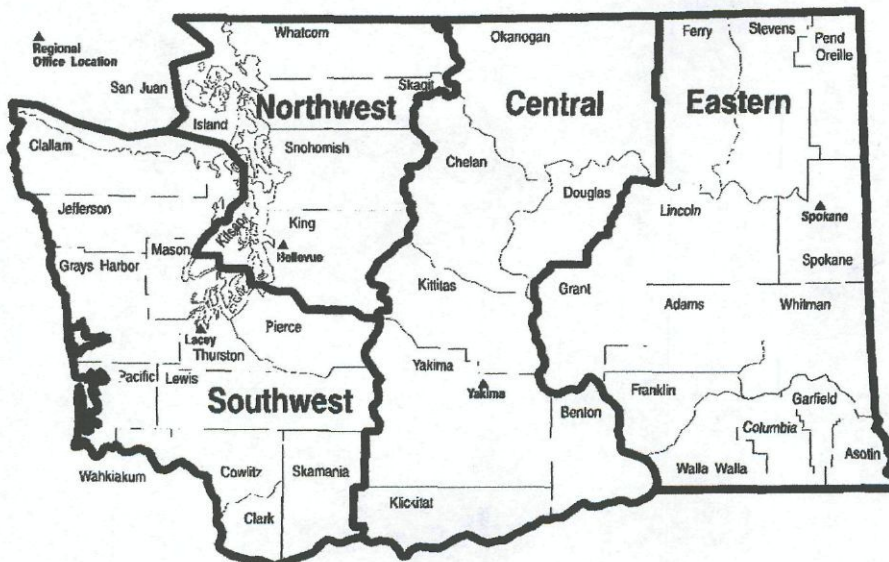 Regional
Office Location
Whatcom
Okanogan
Ferry
Stevens
Pend
Oreille
San Juan
Skagit
Northwest
Central
Eastern
Island
Clallam
Snohomish
Chelan
Douglas
Jefferson
Lincoln
Spokane
King
Kitsap
Mason
Bellevue
Grays Harbor
Spokane
Kittitas
Grant
Adams
Whitman
Pierce
Lacey
Thurston
Yakima
Pacific
Lewis
Yakima
Franklin
Garfield
Southwest
Benton
Columbia
Asotin
Wahkiakum
Cowlitz
Skamania
Walla Walla
Klickitat
Clark